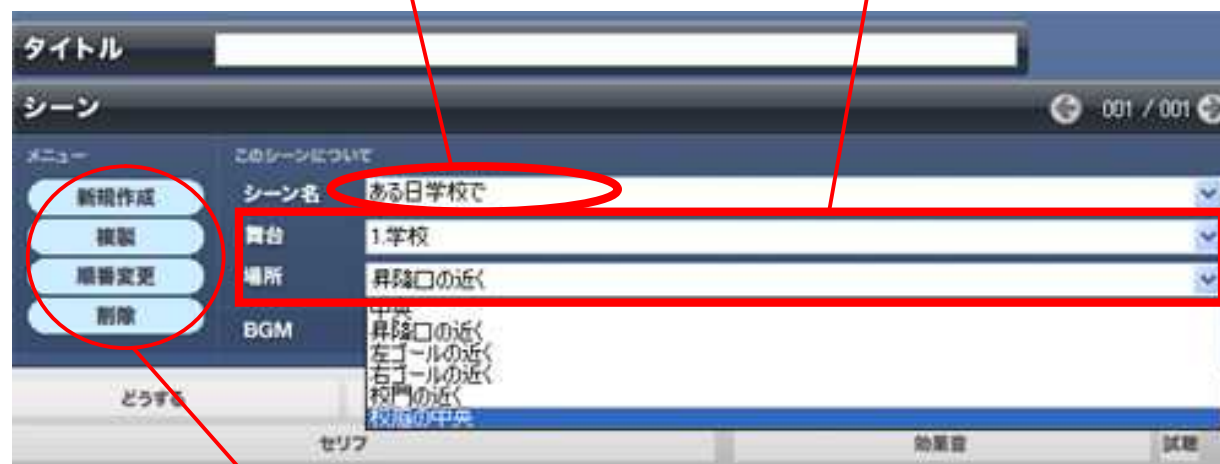 タイトル
シーン
001 / 001
メニュー
このシーンについて
新規作成
シーン名
ある日学校で
複製
舞台
1.学校
順番変更
場所
昇降口の近く
削除
中央
BGM
昇降口の近く
左ゴールの近く
右ゴールの近く
校門の近く
校庭の中央
どうする
セリフ
効果音
試聴